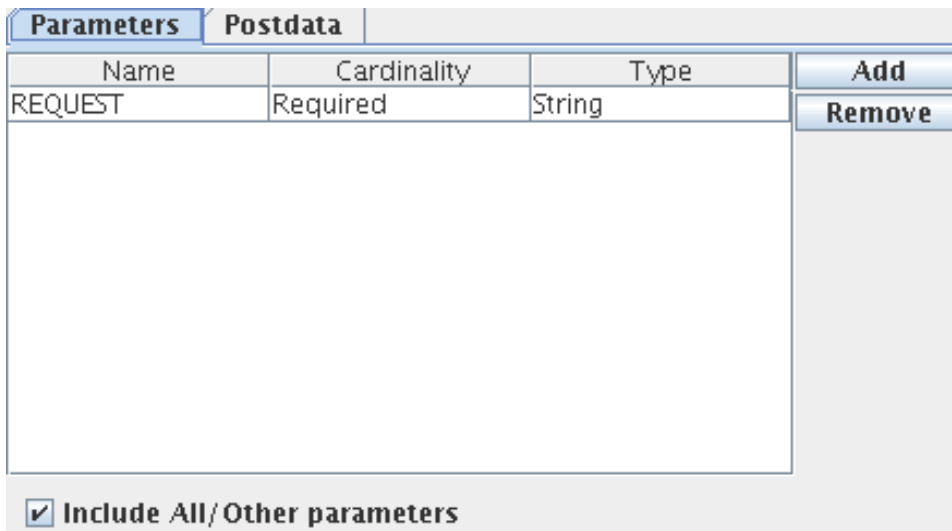 Parameters Postdata
Name Cardinality Type Add
REQUEST Required String Remove
Include All/Other parameters